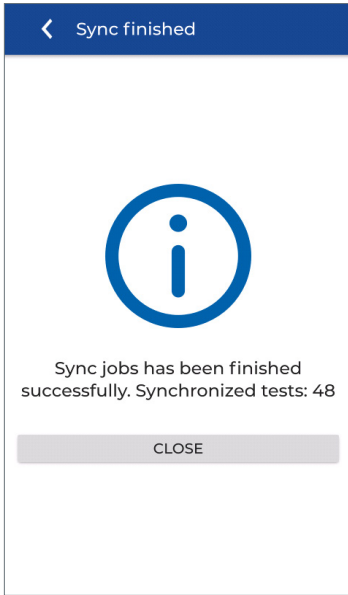 Sync finished
Sync jobs has been finished
successfully. Synchronized tests: 48
CLOSE